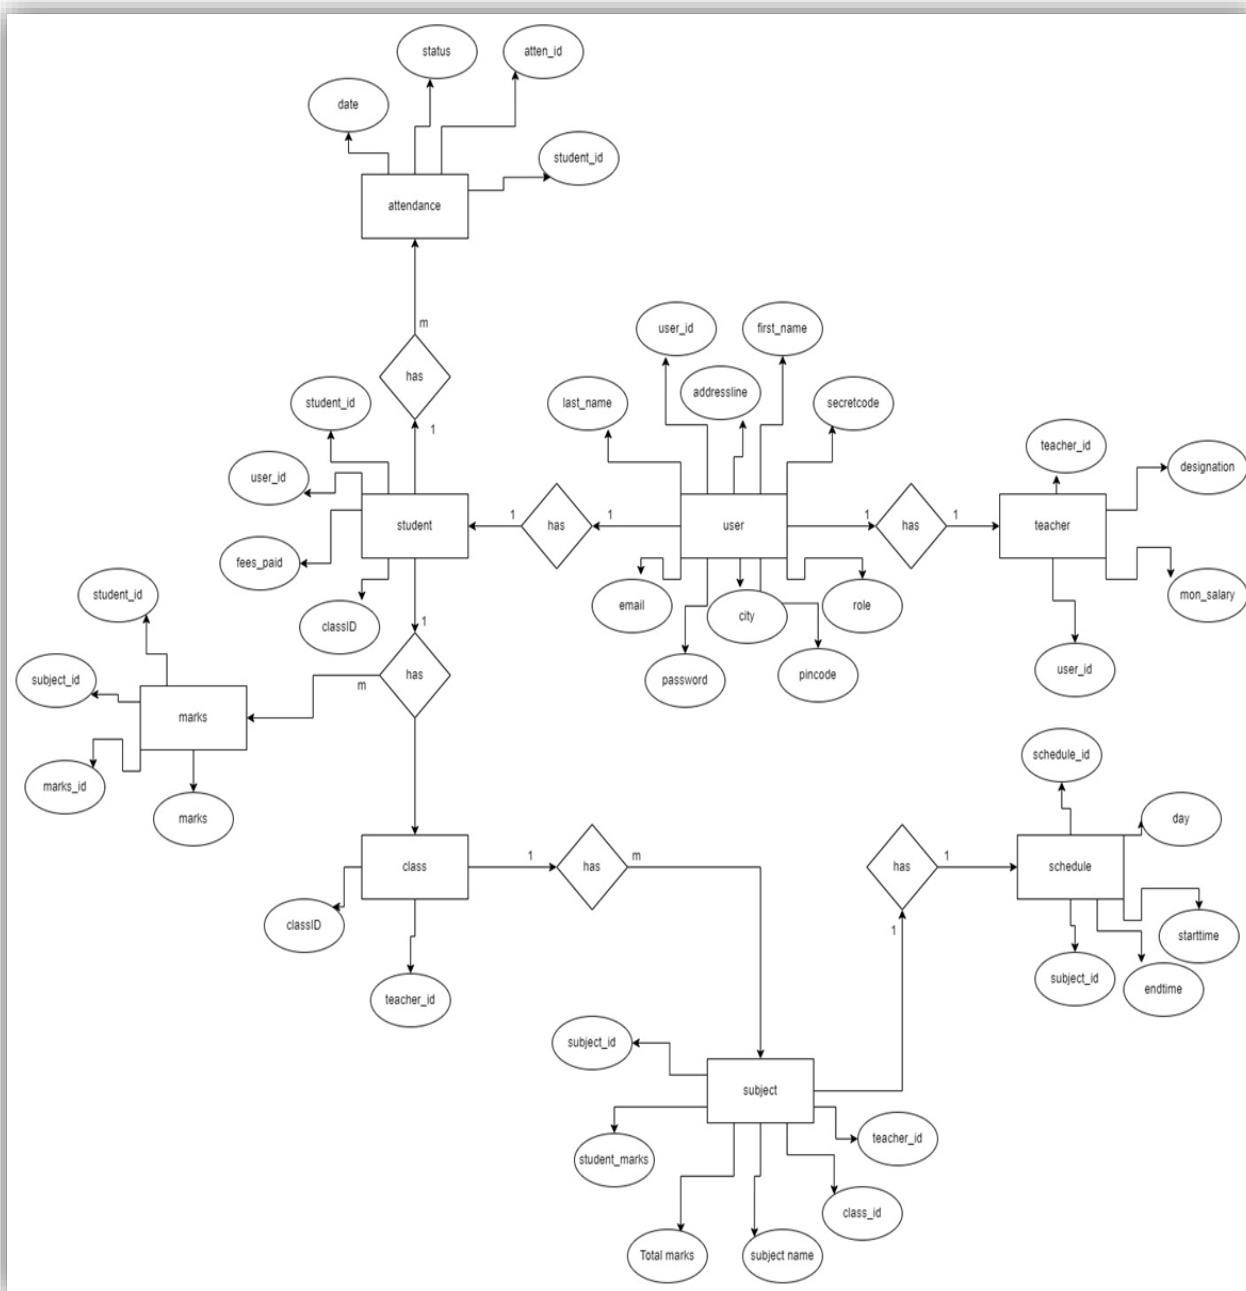 status
atten_id
date
student_id
attendance
m
user_id
first_name
has
addressline
last_name
secretcode
student_id
1
teacher_id
user_id
designation
student
1
has
1
user
1
has
1
teacher
fees_paid
email
city
role
mon_salary
student_id
classID
1
password
pincode
user_id
subject_id
m
has
marks
schedule_id
marks_id
marks
day
class
1
has
m
has
1
schedule
classID
1
starttime
teacher_id
subject_id
endtime
subject_id
subject
student_marks
teacher_id
class_id
Total marks
subject name